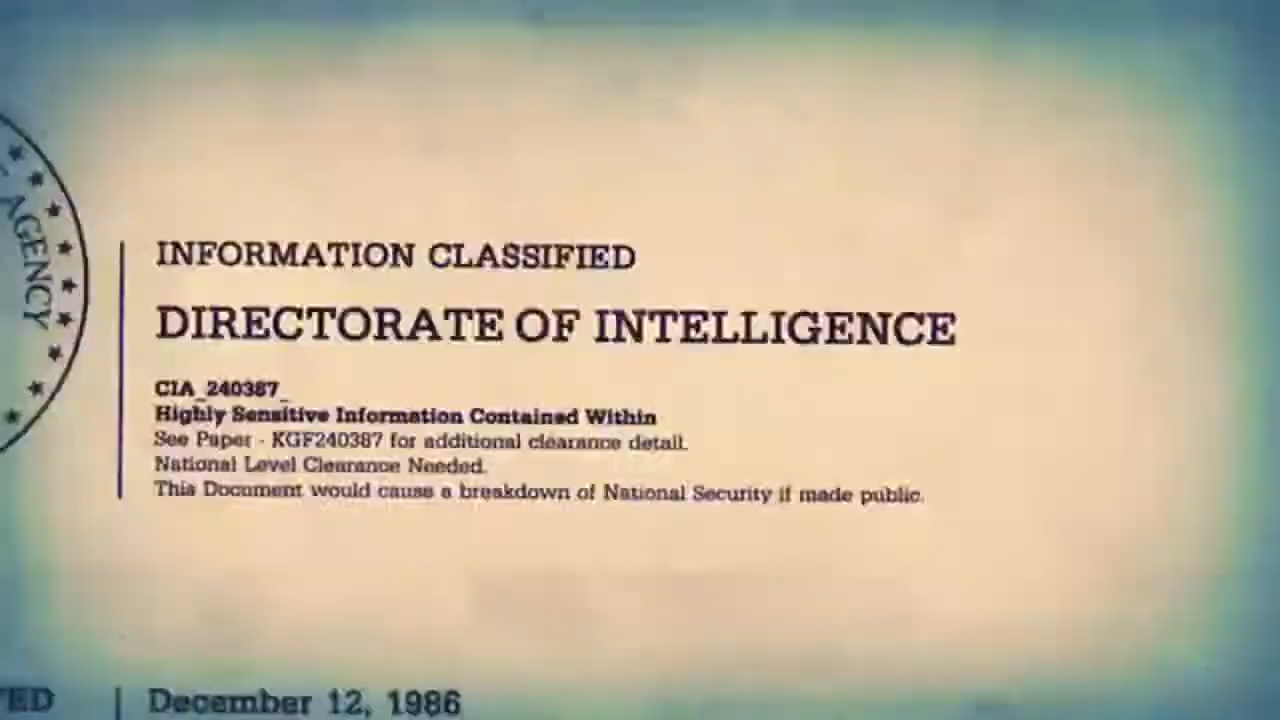 AGENCY
INFORMATION CLASSIFIED
DIRECTORATE OF INTELLIGENCE
CIA_240387_
Highly Sensitive Information Contained Within
See Paper - KGF240387 for additional clearance detail.
National Level Clearance Needed.
This Document would cause a breakdown of National Security if made public.
TED | December 12, 1986